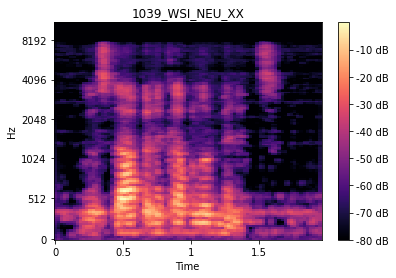 1039_WSI_NEU_XX
8192
4096
2048
1024
512
0
Hz
0
0.5
1
1.5
Time
-10 dB
-20 dB
-30 dB
-40 dB
-50 dB
-60 dB
-70 dB
-80 dB